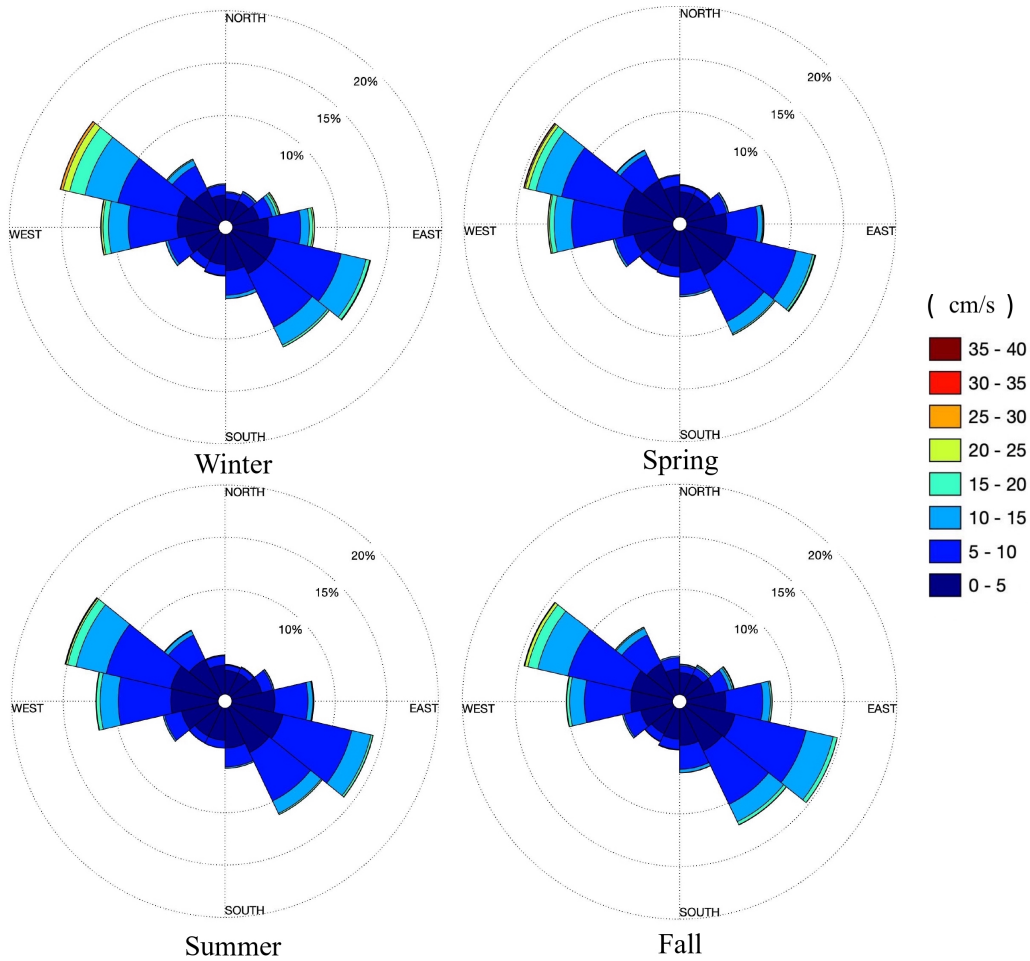 NORTH
20%
15%
10%
WEST
EAST
SOUTH
Winter
NORTH
20%
15%
10%
WEST
EAST
SOUTH
Spring
( cm/s )
35 - 40
30 - 35
25 - 30
20 - 25
15 - 20
10 - 15
5 - 10
0 - 5
NORTH
20%
15%
10%
WEST
EAST
SOUTH
Summer
NORTH
20%
15%
10%
WEST
EAST
SOUTH
Fall